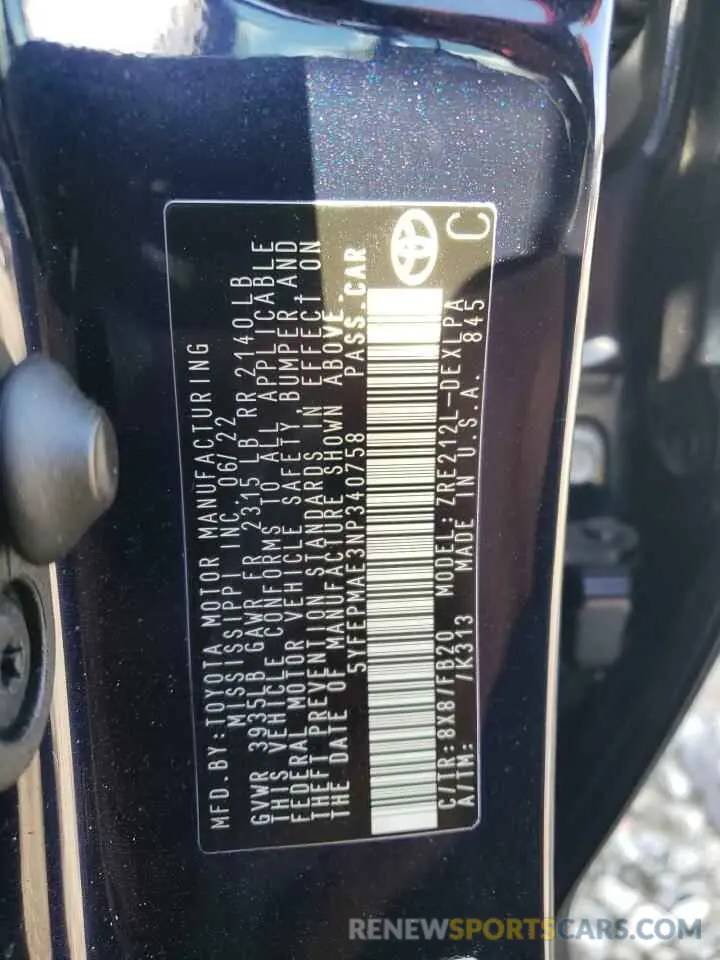 MFD.BY:TOYOTA MOTOR MANUFACTURING
MISSISSIPPI INC. 06/22
GVWR 3935LB GAWR FR 2315 LB RR 2140LB
THIS VEHICLE CONFORMS TO ALL APPLICABLE
FEDERAL MOTOR VEHICLE SAFETY, BUMPER, AND
THEFT PREVENTION STANDARDS IN EFFECT ON
THE DATE OF MANUFACTURE SHOWN ABOVE.
5YFEPMAE3NP340758 PASS.CAR
C/TR:8X8/FB20 MODEL:ZRE212L-DEXLPA
A/TM: /K313 MADE IN U.S.A. 845
C
RENEWSPORTSCARS.COM